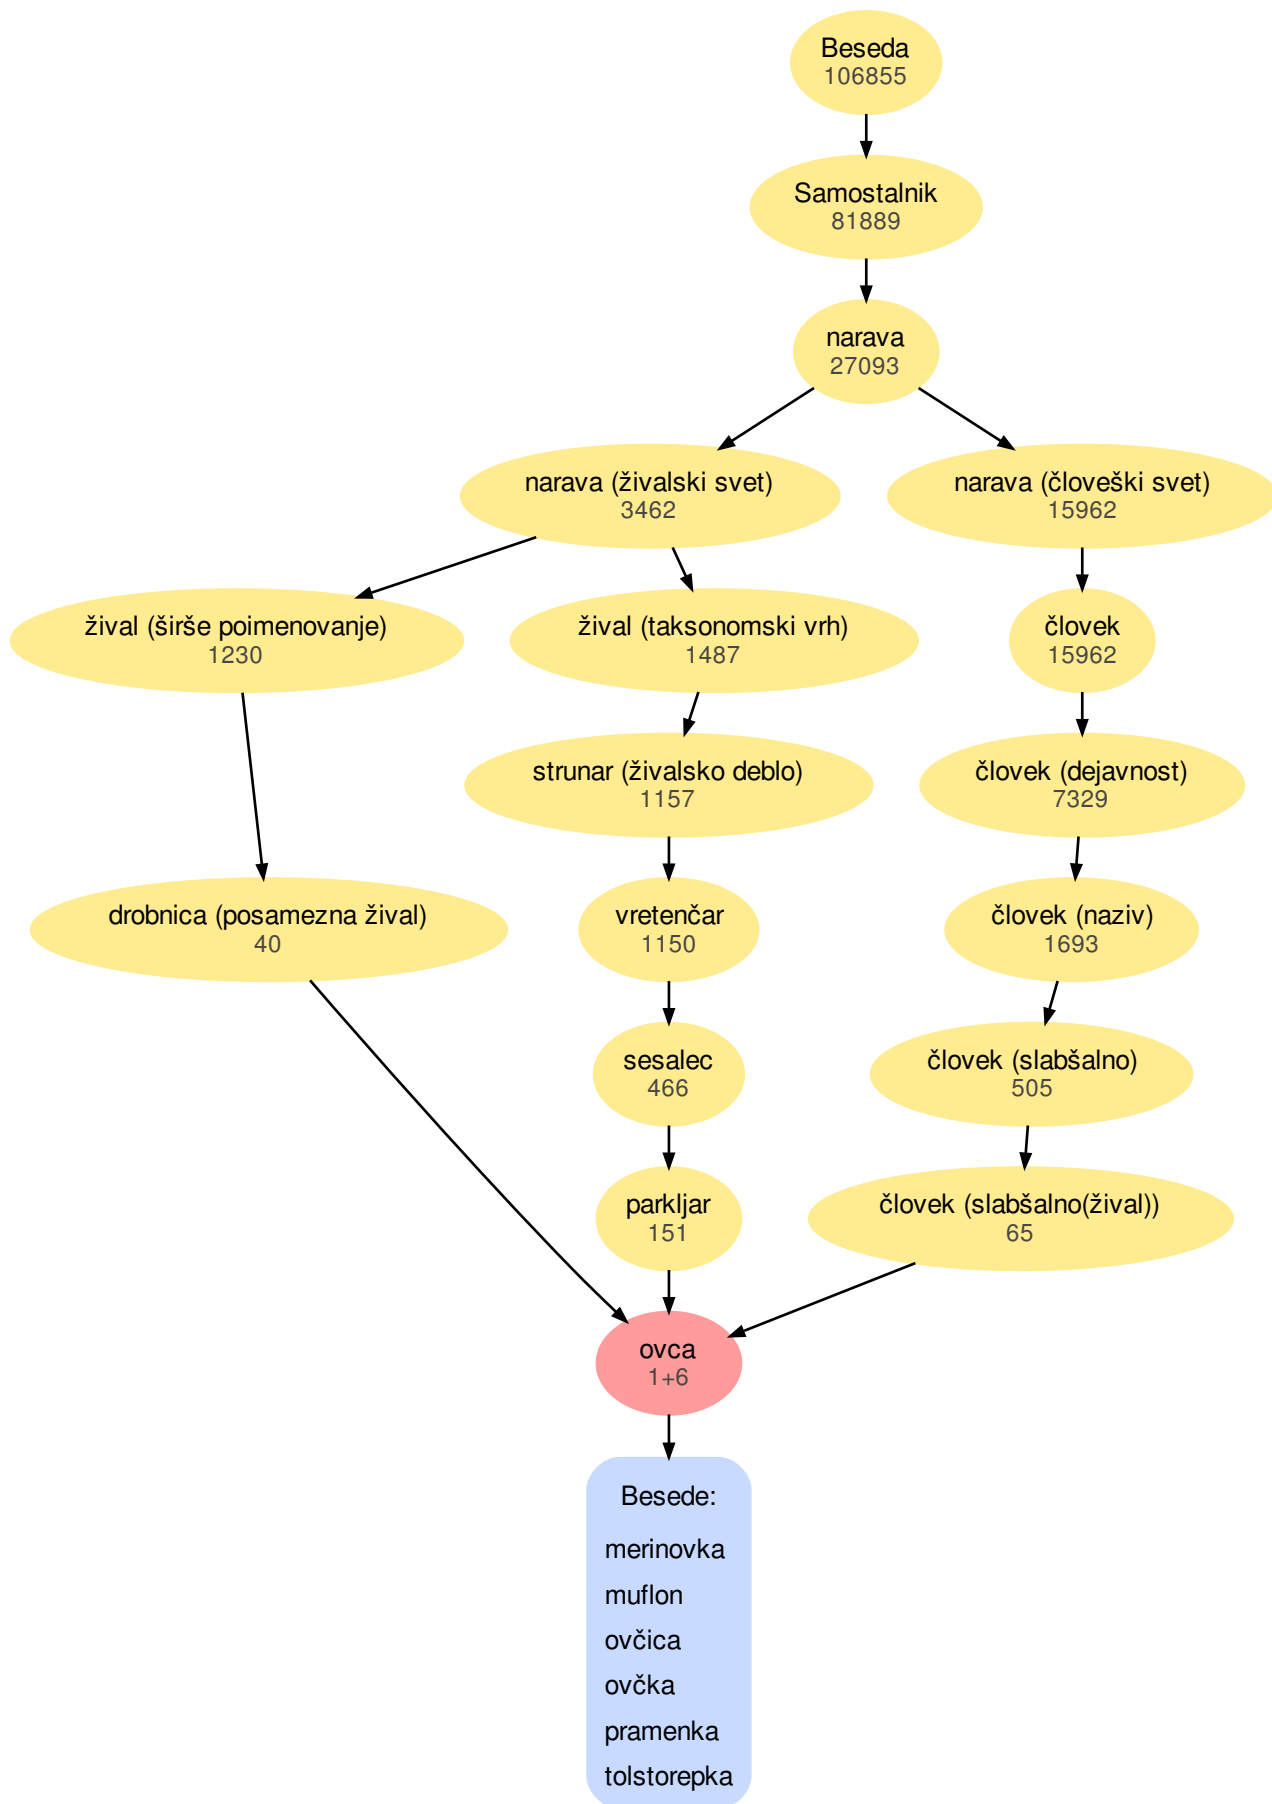 Beseda
106855
Samostalnik
81889
narava
27093
narava (živalski svet)
3462
narava (človeški svet)
15962
žival (širše poimenovanje)
1230
žival (taksonomski vrh)
1487
človek
15962
strunar (živalsko deblo)
1157
človek (dejavnost)
7329
drobnica (posamezna žival)
40
vretenčar
1150
človek (naziv)
1693
sesalec
466
človek (slabšalno)
505
parkljar
151
človek (slabšalno(žival))
65
ovca
1+6
Besede:
merinovka
muflon
ovčica
ovčka
pramenka
tolstorepka